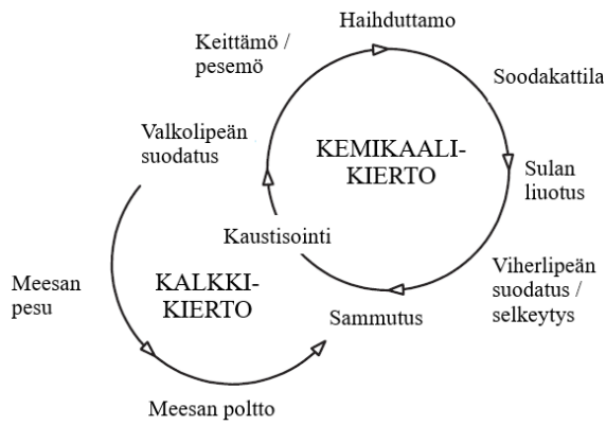 Haihduttamo
Keittämö /
pesemö
Soodakattila
Valkolipeän
suodatus
KEMIKAALI-
KIERTO
Sulan
liuotus
Kaustisointi
Meesan
pesu
KALKKI-
KIERTO
Viherlipeän
suodatus /
selkeytys
Sammutus
Meesan poltto